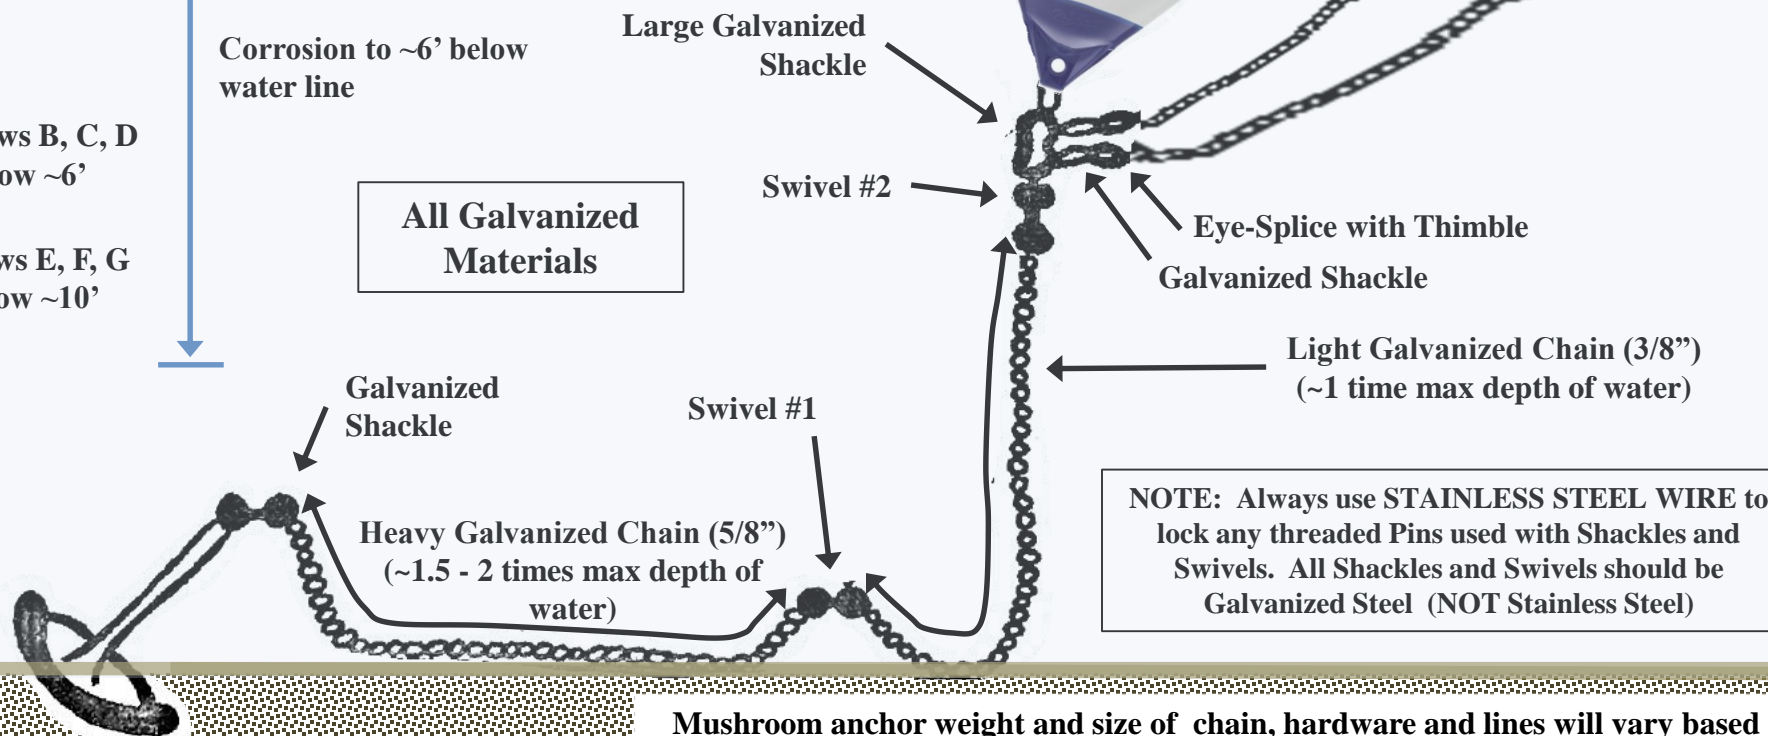 Large Galvanized
Shackle
Corrosion to ~6’ below
water line
ws B, C, D
ow ~6’
Swivel #2
All Galvanized
Materials
Eye-Splice with Thimble
Galvanized Shackle
ws E, F, G
ow ~10’
Light Galvanized Chain (3/8”)
(~1 time max depth of water)
Galvanized
Shackle
Swivel #1
NOTE: Always use STAINLESS STEEL WIRE to
lock any threaded Pins used with Shackles and
Swivels. All Shackles and Swivels should be
Galvanized Steel (NOT Stainless Steel)
Heavy Galvanized Chain (5/8”)
(~1.5 - 2 times max depth of
water)
Mushroom anchor weight and size of chain, hardware and lines will vary based